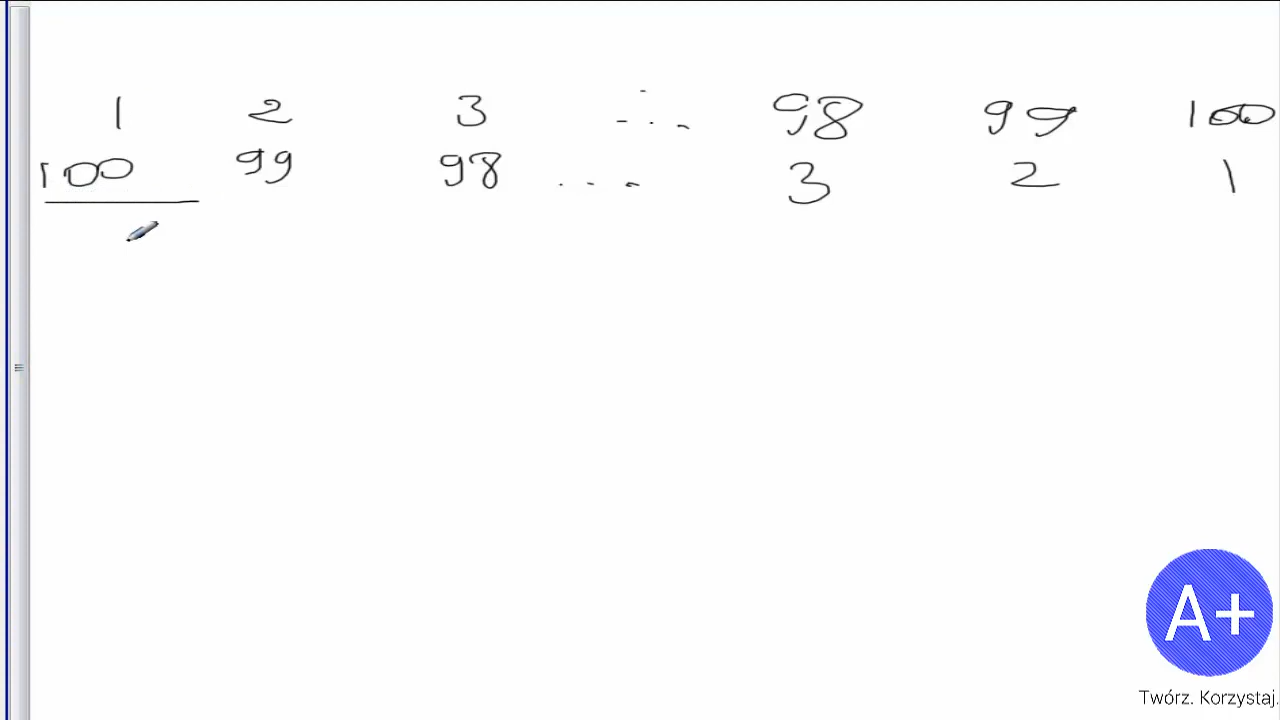 1 2 3 ... 98 99 100
100 99 98 ... 3 2 1
A+
Twórz. Korzystaj.